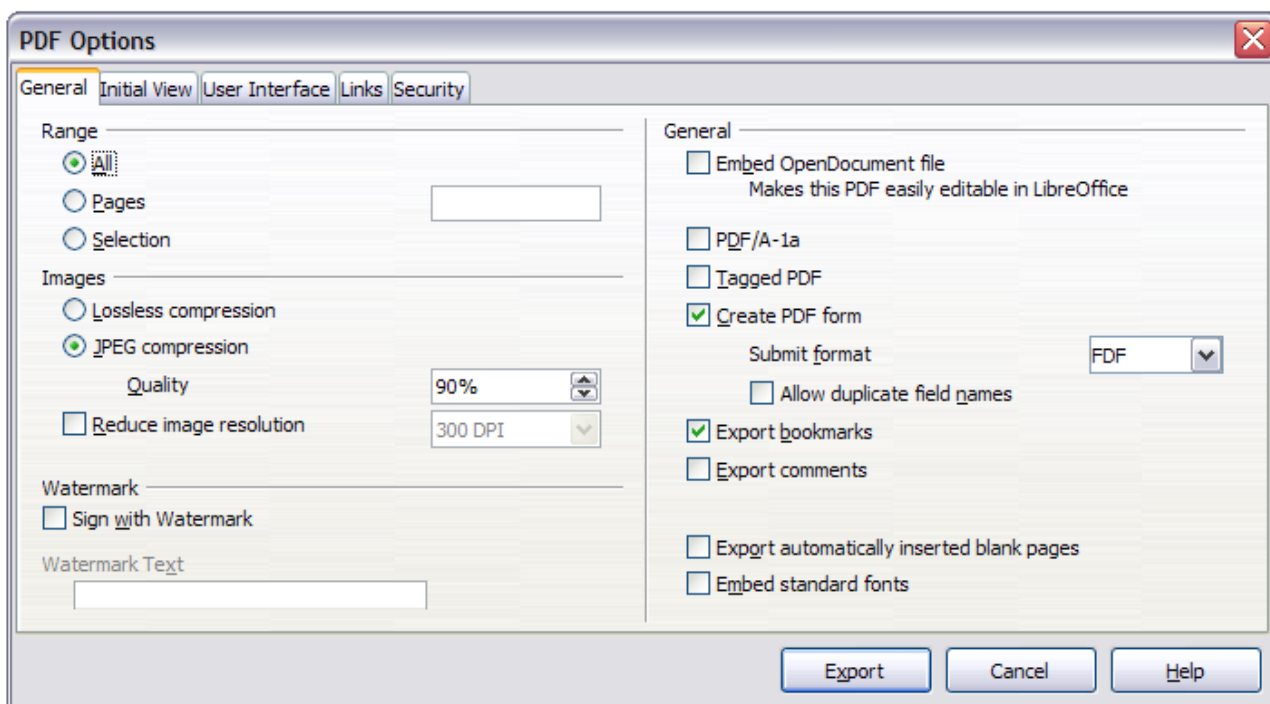 PDF Options
General Initial View User Interface Links Security
Range
All
Pages
Selection
Images
Lossless compression
JPEG compression
Quality 90%
Reduce image resolution 300 DPI
Watermark
Sign with Watermark
Watermark Text
General
Embed OpenDocument file
Makes this PDF easily editable in LibreOffice
PDF/A-1a
Tagged PDF
Create PDF form
Submit format FDF
Allow duplicate field names
Export bookmarks
Export comments
Export automatically inserted blank pages
Embed standard fonts
Export Cancel Help